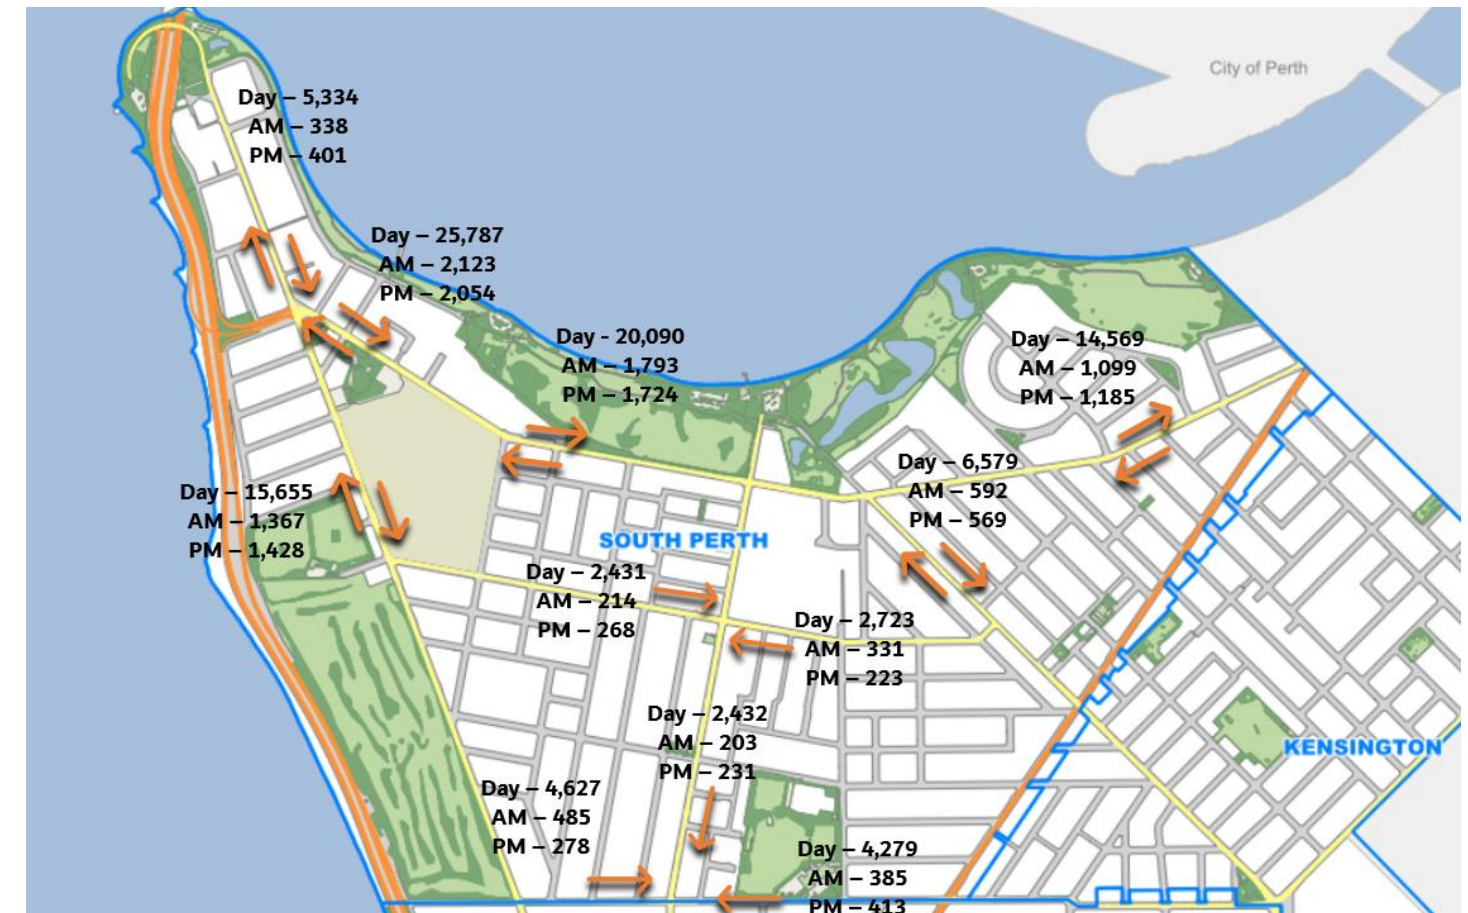 City of Perth
Day – 5,334
AM – 338
PM – 401
Day – 25,787
AM – 2,123
PM – 2,054
Day - 20,090
AM – 1,793
PM – 1,724
Day – 14,569
AM – 1,099
PM – 1,185
Day – 6,579
AM – 592
PM – 569
Day – 15,655
AM – 1,367
PM – 1,428
SOUTH PERTH
Day – 2,431
AM – 214
PM – 268
Day – 2,723
AM – 331
PM – 223
Day – 2,432
AM – 203
PM – 231
KENSINGTON
Day – 4,627
AM – 485
PM – 278
Day – 4,279
AM – 385
PM – 413